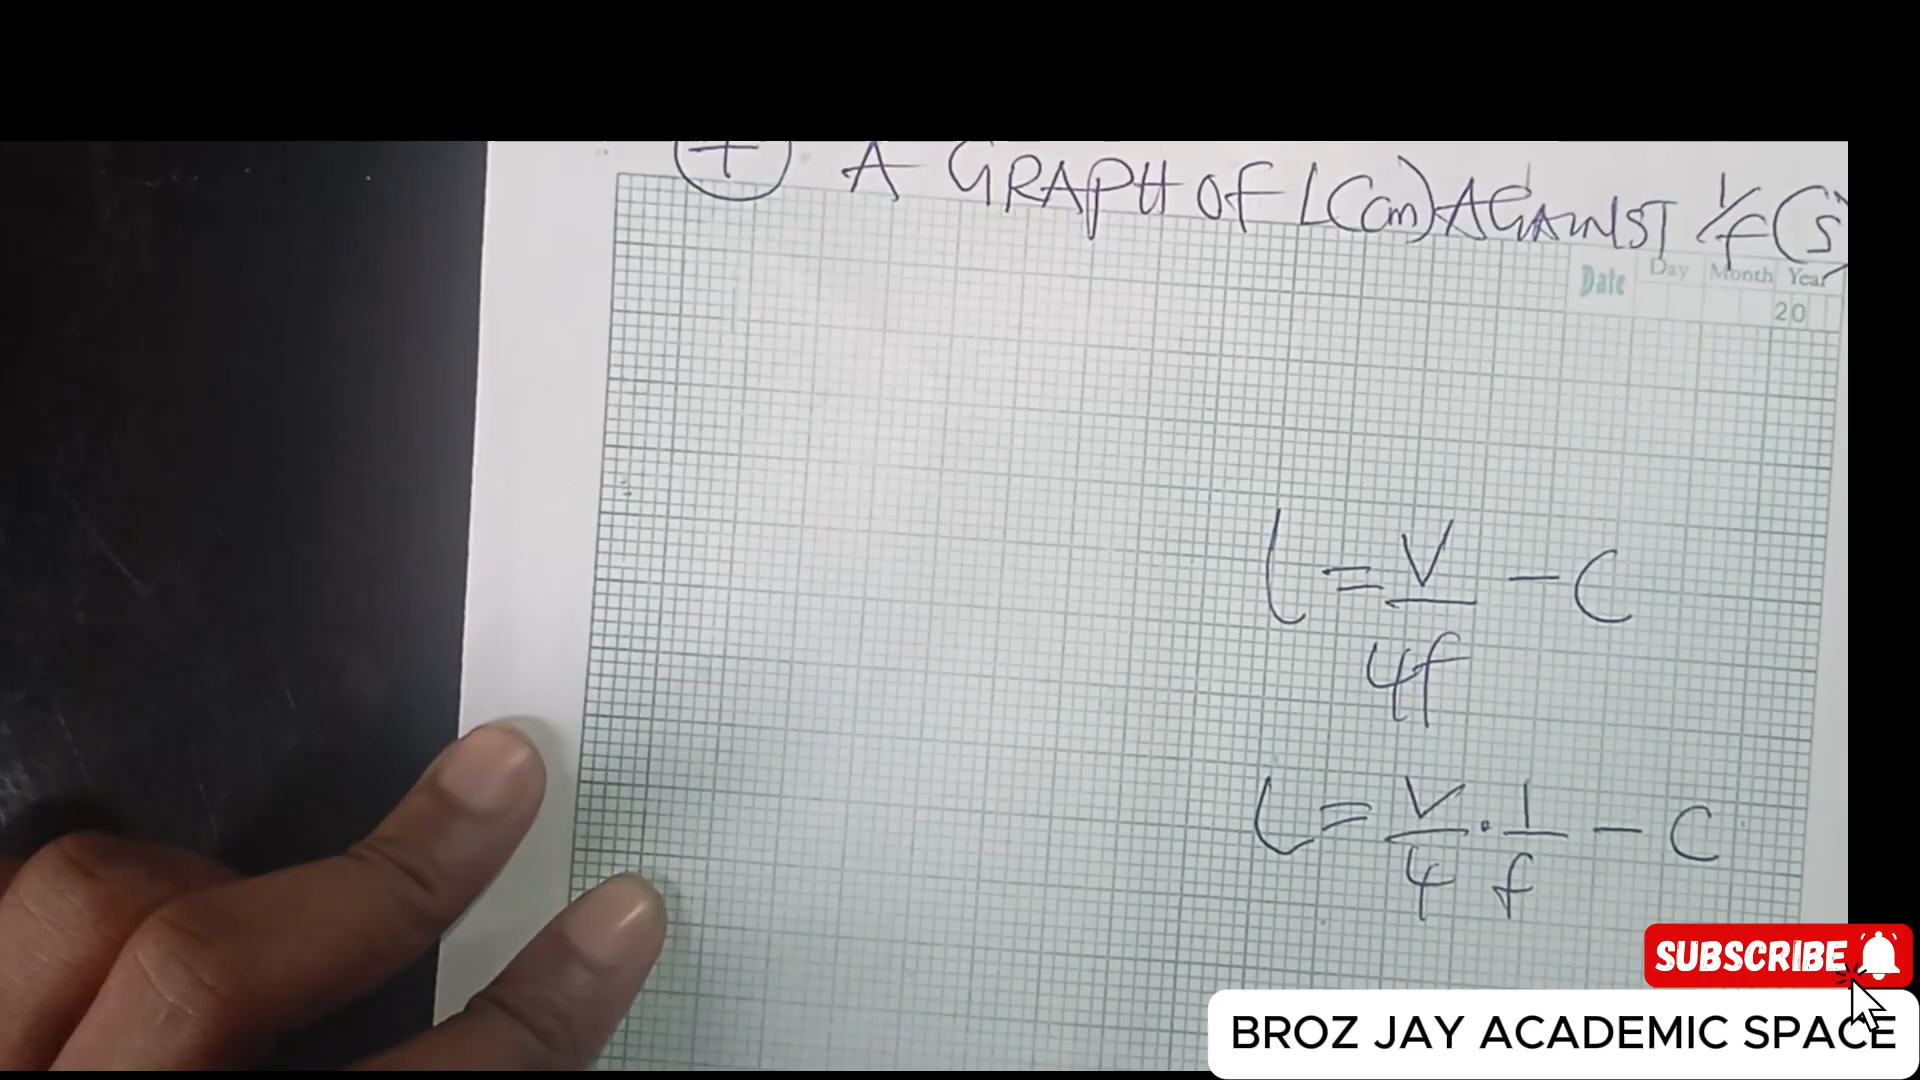 A GRAPH OF L(cm) AGAINST 1/f (s
Date Day Month Year
20
l = V/4f - C
l = V/4 · 1/f - C
SUBSCRIBE
BROZ JAY ACADEMIC SPACE